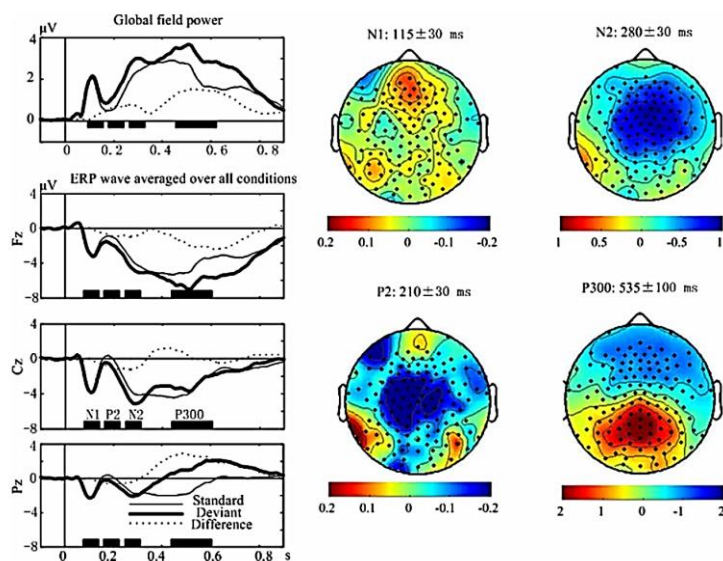 Global field power
μV
4
2
0
0 0.2 0.4 0.6 0.8
ERP wave averaged over all conditions
μV
4
Fz
0
-4
-8
4
Cz
0
-4
N1 P2 N2 P300
-8
4
Pz
0
-4
-8
Standard
Deviant
Difference
0 0.2 0.4 0.6 0.8 s
N1: 115±30 ms
0.2 0.1 0 -0.1 -0.2
N2: 280±30 ms
1 0.5 0 -0.5 -1
P2: 210±30 ms
0.2 0.1 0 -0.1 -0.2
P300: 535±100 ms
2 1 0 -1 -2